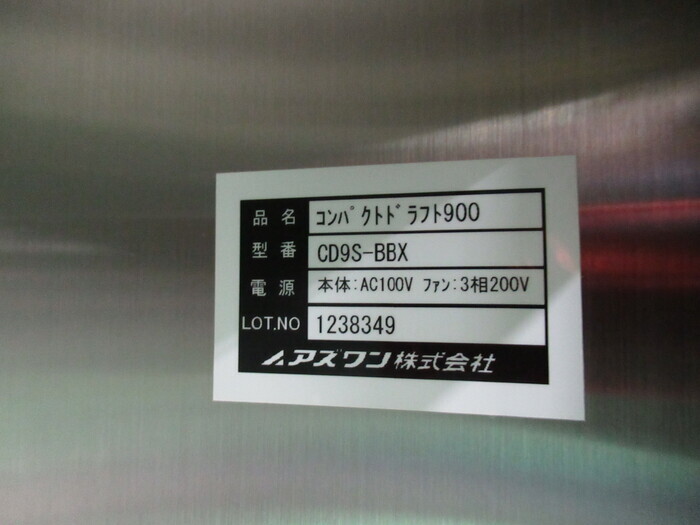 品名 コンパクトドラフト900
型番 CD9S-BBX
電源 本体:AC100V ファン:3相200V
LOT.NO 1238349
アズワン株式会社